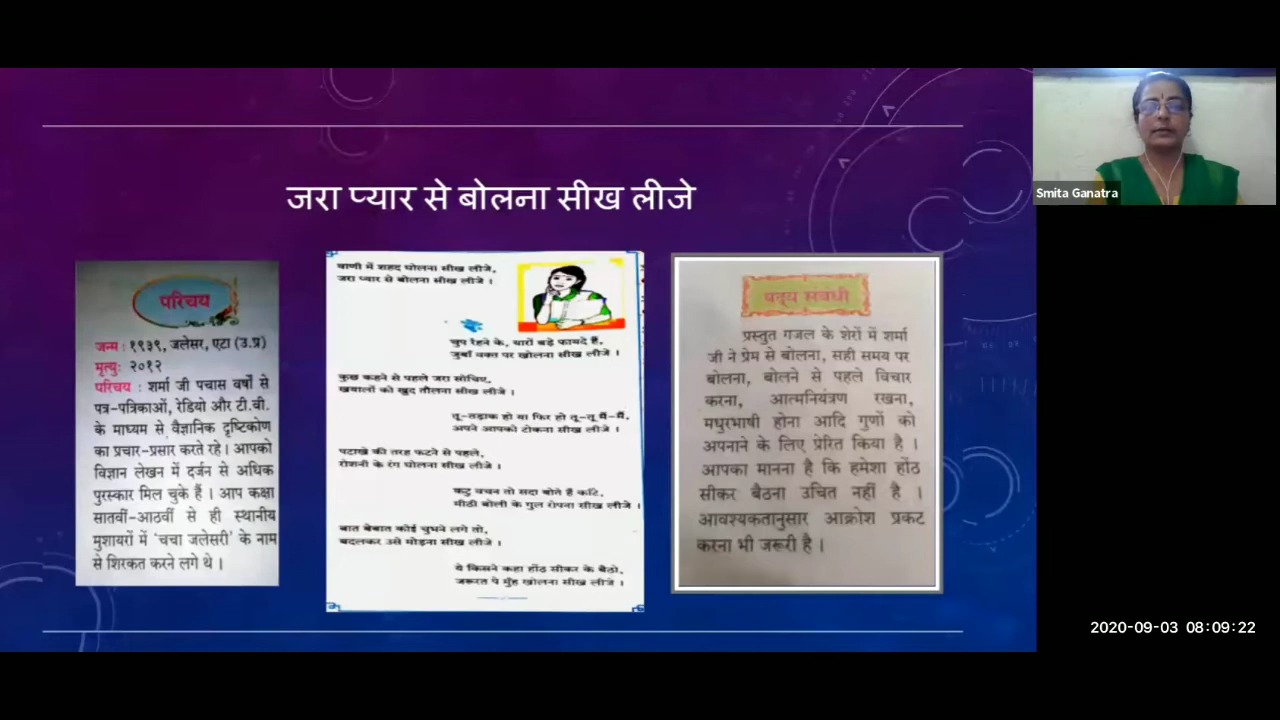 जरा प्यार से बोलना सीख लीजे
परिचय
जन्म : १९३९, जलेसर, एटा (उ.प्र)
मृत्यु: २०१२
परिचय : शर्मा जी पचास वर्षों से
पत्र-पत्रिकाओं, रेडियो और टी.वी.
के माध्यम से वैज्ञानिक दृष्टिकोण
का प्रचार-प्रसार करते रहे । आपको
विज्ञान लेखन में दर्जन से अधिक
पुरस्कार मिल चुके हैं । आप कक्षा
सातवीं-आठवीं से ही स्थानीय
मुशायरों में 'चचा जलेसरी' के नाम
से शिरकत करने लगे थे ।
वाणी में शहद घोलना सीख लीजे,
जरा प्यार से बोलना सीख लीजे ।
चुप रहने के, यारों बड़े फायदे हैं,
जुबाँ वक्त पर खोलना सीख लीजे ।
कुछ कहने से पहले जरा सोचिए,
खयालों को खुद तौलना सीख लीजे ।
तू-तड़ाक हो या फिर हो तू-तू मैं-मैं,
अपने आपको टोकना सीख लीजे ।
पटाखे की तरह फटने से पहले,
रोशनी के रंग घोलना सीख लीजे ।
कटु वचन तो सदा बोते हैं काँटे,
मीठी बोली के गुल रोपना सीख लीजे ।
बात बेबात कोई चुभने लगे तो,
बदलकर उसे मोड़ना सीख लीजे ।
ये किसने कहा होंठ सीकर के बैठो,
जरूरत पे मुँह खोलना सीख लीजे ।
पद्य संबंधी
प्रस्तुत गजल के शेरों में शर्मा
जी ने प्रेम से बोलना, सही समय पर
बोलना, बोलने से पहले विचार
करना, आत्मनियंत्रण रखना,
मधुरभाषी होना आदि गुणों को
अपनाने के लिए प्रेरित किया है ।
आपका मानना है कि हमेशा होंठ
सीकर बैठना उचित नहीं है ।
आवश्यकतानुसार आक्रोश प्रकट
करना भी जरूरी है ।
Smita Ganatra
2020-09-03 08:09:22